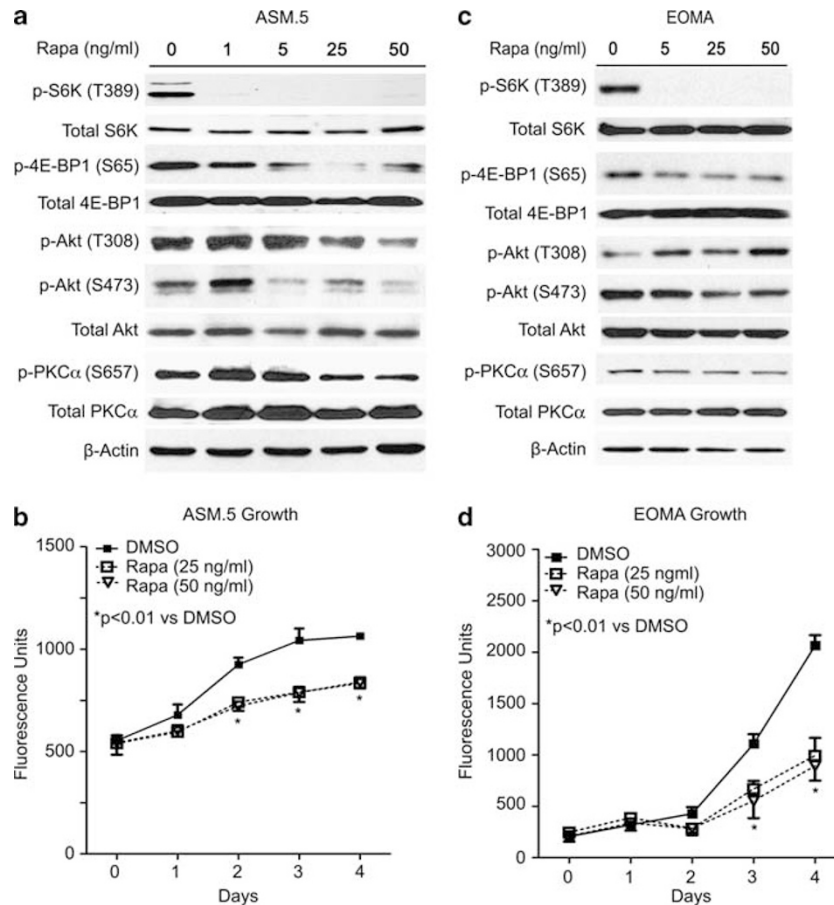 a
ASM.5
Rapa (ng/ml) 0 1 5 25 50
p-S6K (T389)
Total S6K
p-4E-BP1 (S65)
Total 4E-BP1
p-Akt (T308)
p-Akt (S473)
Total Akt
p-PKCα (S657)
Total PKCα
β-Actin
c
EOMA
Rapa (ng/ml) 0 5 25 50
p-S6K (T389)
Total S6K
p-4E-BP1 (S65)
Total 4E-BP1
p-Akt (T308)
p-Akt (S473)
Total Akt
p-PKCα (S657)
Total PKCα
β-Actin
b
ASM.5 Growth
1500
1000
500
0
Fluorescence Units
DMSO
Rapa (25 ng/ml)
Rapa (50 ng/ml)
*p<0.01 vs DMSO
* * *
0 1 2 3 4
Days
d
EOMA Growth
3000
2500
2000
1500
1000
500
0
Fluorescence Units
DMSO
Rapa (25 ngml)
Rapa (50 ng/ml)
*p<0.01 vs DMSO
* *
0 1 2 3 4
Days